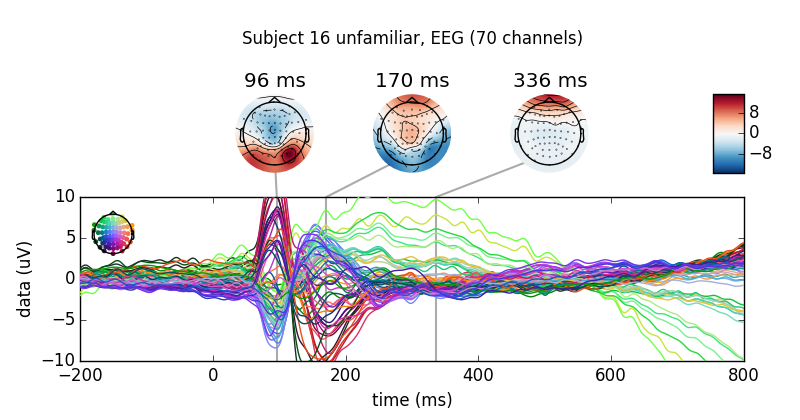 Subject 16 unfamiliar, EEG (70 channels)
96 ms 170 ms 336 ms
8
0
−8
10
5
0
−5
−10
data (uV)
−200 0 200 400 600 800
time (ms)